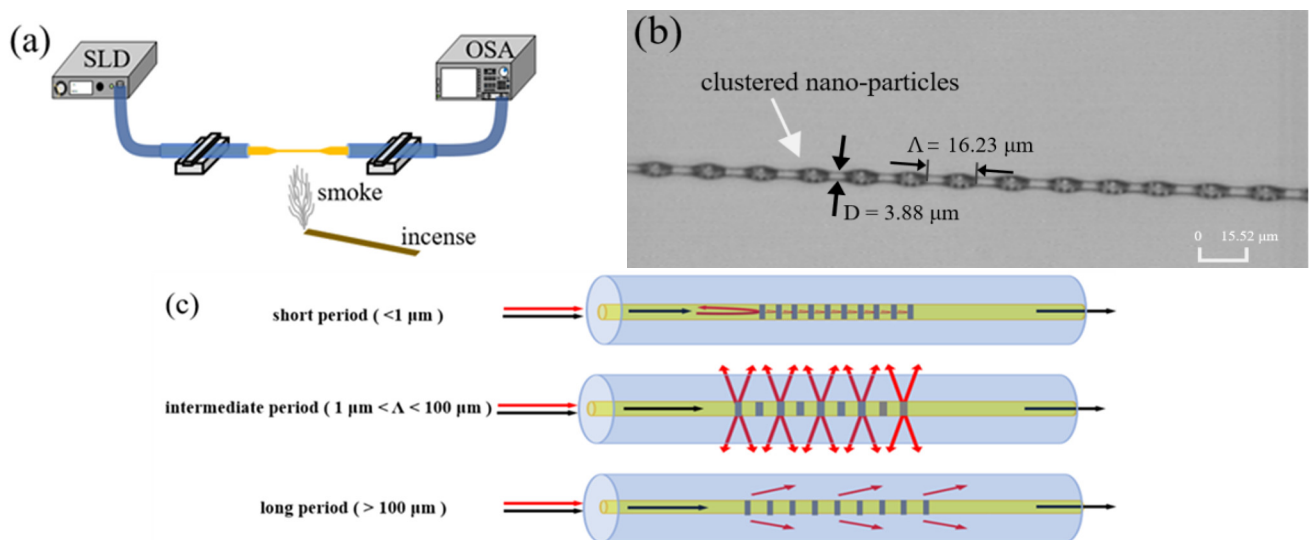 (a)
SLD
OSA
smoke
incense
(b)
clustered nano-particles
Λ = 16.23 μm
D = 3.88 μm
0 15.52 μm
(c)
short period ( <1 μm )
intermediate period ( 1 μm < Λ < 100 μm )
long period ( > 100 μm )